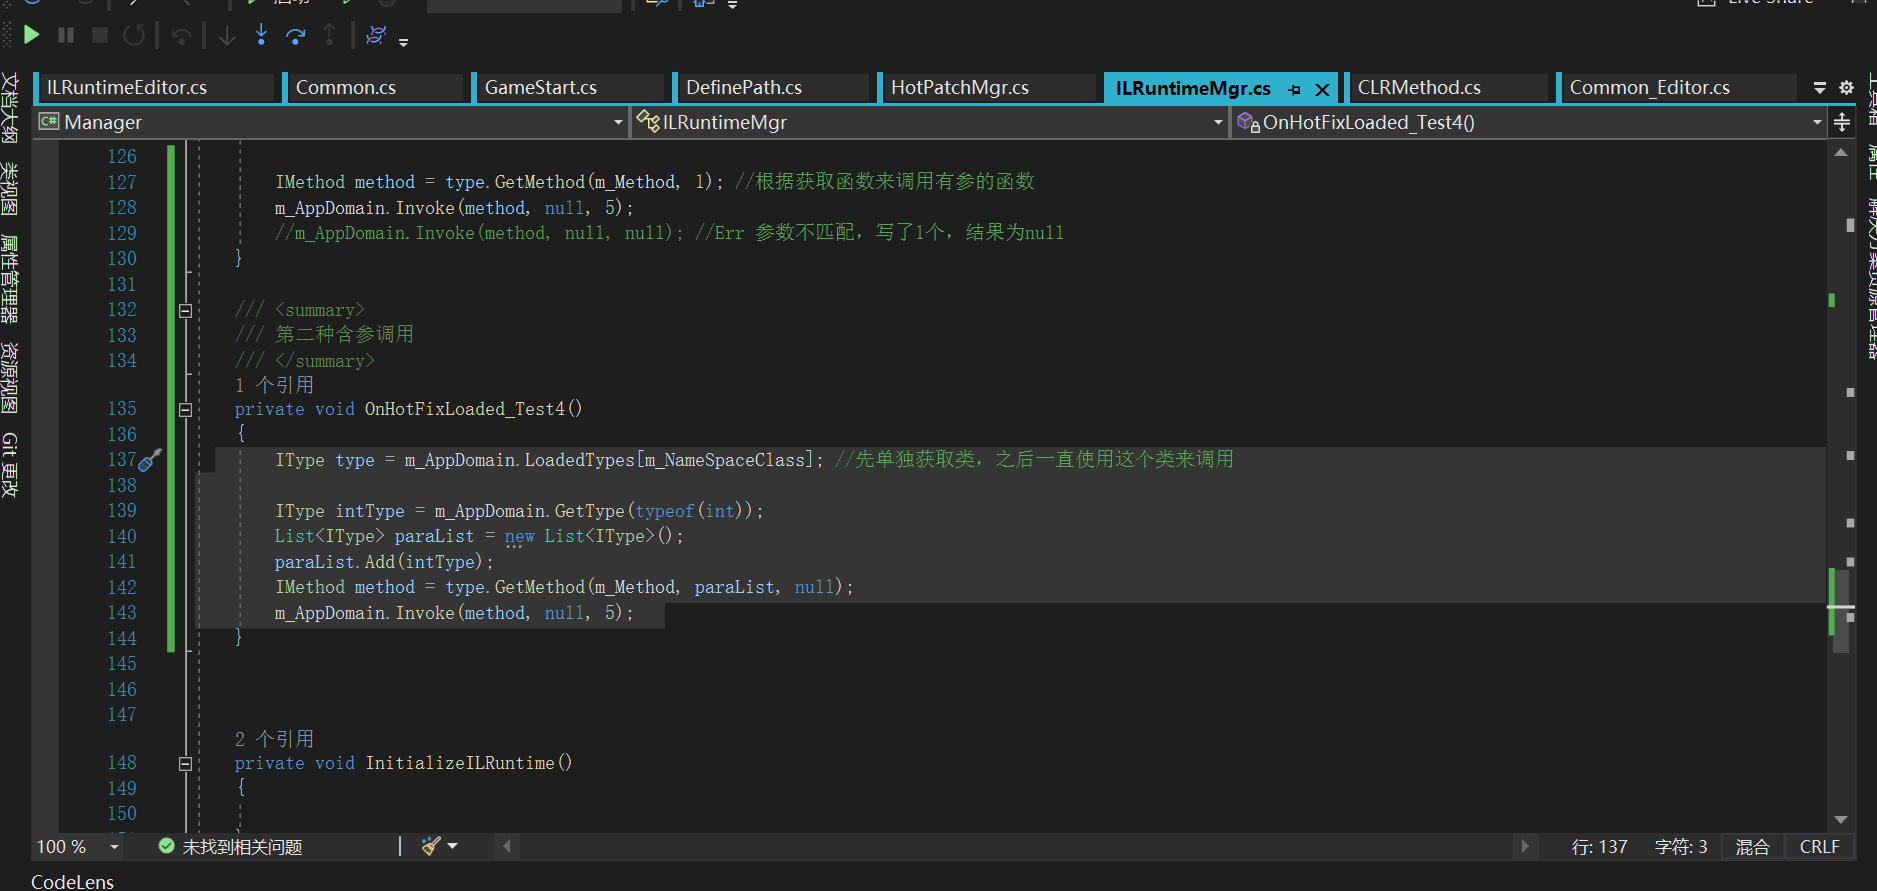 ILRuntimeEditor.cs
Common.cs
GameStart.cs
DefinePath.cs
HotPatchMgr.cs
ILRuntimeMgr.cs
CLRMethod.cs
Common_Editor.cs
C# Manager
ILRuntimeMgr
OnHotFixLoaded_Test4()
文档大纲
类视图
属性管理器
资源视图
Git 更改
126
127 IMethod method = type.GetMethod(m_Method, 1); //根据获取函数来调用有参的函数
128 m_AppDomain.Invoke(method, null, 5);
129 //m_AppDomain.Invoke(method, null, null); //Err 参数不匹配，写了1个，结果为null
130 }
131
132 /// <summary>
133 /// 第二种含参调用
134 /// </summary>
1 个引用
135 private void OnHotFixLoaded_Test4()
136 {
137 IType type = m_AppDomain.LoadedTypes[m_NameSpaceClass]; //先单独获取类，之后一直使用这个类来调用
138
139 IType intType = m_AppDomain.GetType(typeof(int));
140 List<IType> paraList = new List<IType>();
141 paraList.Add(intType);
142 IMethod method = type.GetMethod(m_Method, paraList, null);
143 m_AppDomain.Invoke(method, null, 5);
144 }
145
146
147
2 个引用
148 private void InitializeILRuntime()
149 {
150
100 %
未找到相关问题
行: 137
字符: 3
混合
CRLF
CodeLens